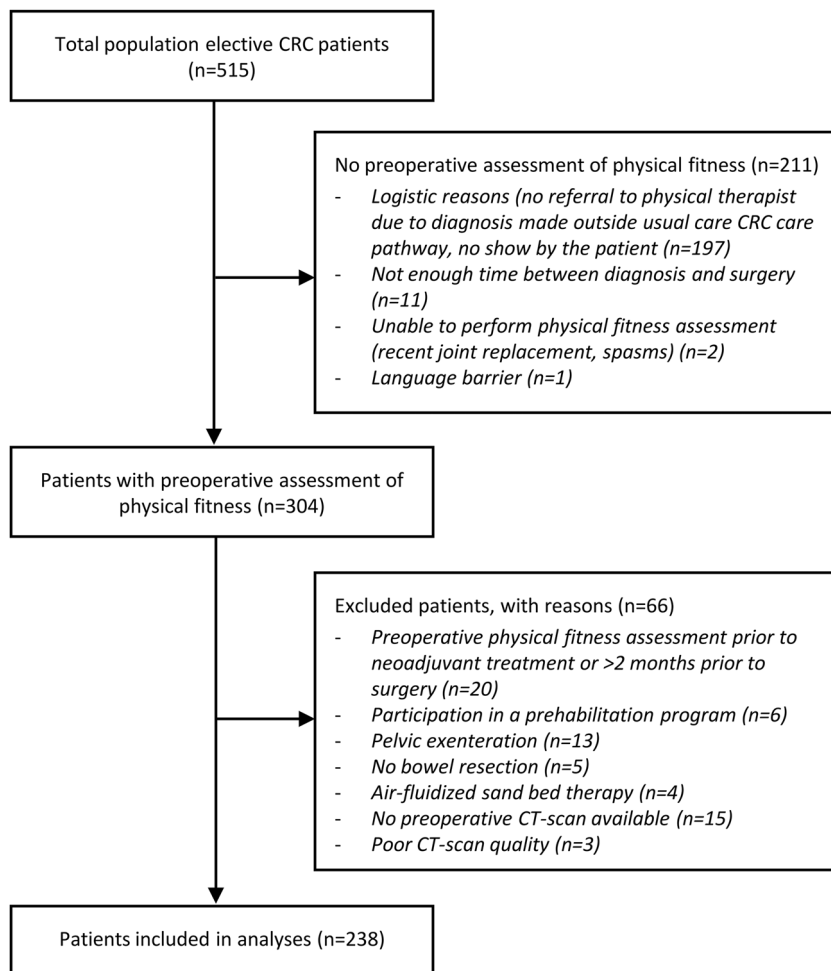 Total population elective CRC patients
(n=515)
No preoperative assessment of physical fitness (n=211)
- Logistic reasons (no referral to physical therapist
due to diagnosis made outside usual care CRC care
pathway, no show by the patient (n=197)
- Not enough time between diagnosis and surgery
(n=11)
- Unable to perform physical fitness assessment
(recent joint replacement, spasms) (n=2)
- Language barrier (n=1)
Patients with preoperative assessment of
physical fitness (n=304)
Excluded patients, with reasons (n=66)
- Preoperative physical fitness assessment prior to
neoadjuvant treatment or >2 months prior to
surgery (n=20)
- Participation in a prehabilitation program (n=6)
- Pelvic exenteration (n=13)
- No bowel resection (n=5)
- Air-fluidized sand bed therapy (n=4)
- No preoperative CT-scan available (n=15)
- Poor CT-scan quality (n=3)
Patients included in analyses (n=238)